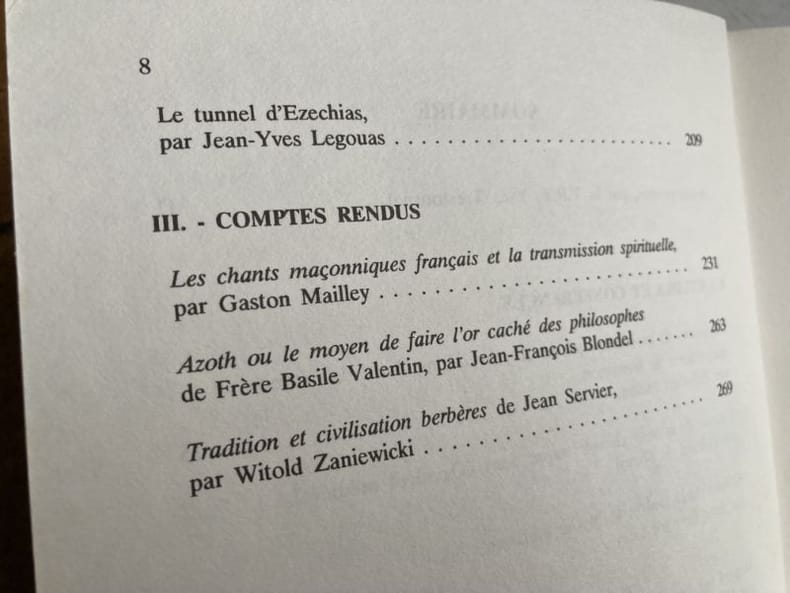 8
Le tunnel d'Ezechias,
par Jean-Yves Legouas . . . . . . . . . . . . . . . . . . . . . . . . . 209
III. - COMPTES RENDUS
Les chants maçonniques français et la transmission spirituelle,
par Gaston Mailley . . . . . . . . . . . . . . . . . . . . . . . . . . 231
Azoth ou le moyen de faire l'or caché des philosophes
de Frère Basile Valentin, par Jean-François Blondel . . . . . . . 263
Tradition et civilisation berbères de Jean Servier,
par Witold Zaniewicki . . . . . . . . . . . . . . . . . . . . . . . 269